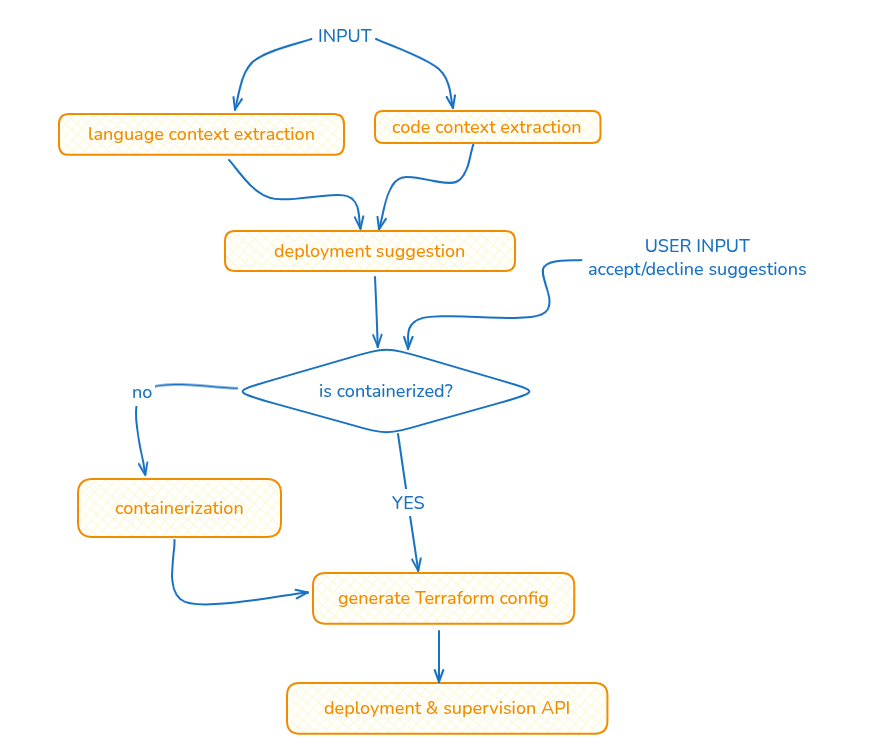 INPUT
language context extraction
code context extraction
deployment suggestion
USER INPUT
accept/decline suggestions
is containerized?
no
YES
containerization
generate Terraform config
deployment & supervision API